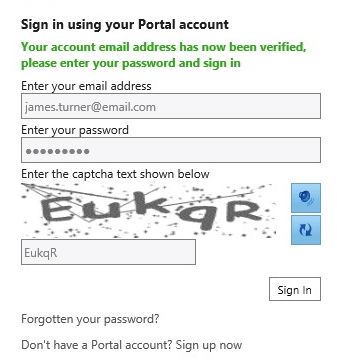 Sign in using your Portal account
Your account email address has now been verified,
please enter your password and sign in
Enter your email address
james.turner@email.com
Enter your password
●●●●●●●●●
Enter the captcha text shown below
EukqR
EukqR
Sign In
Forgotten your password?
Don't have a Portal account? Sign up now